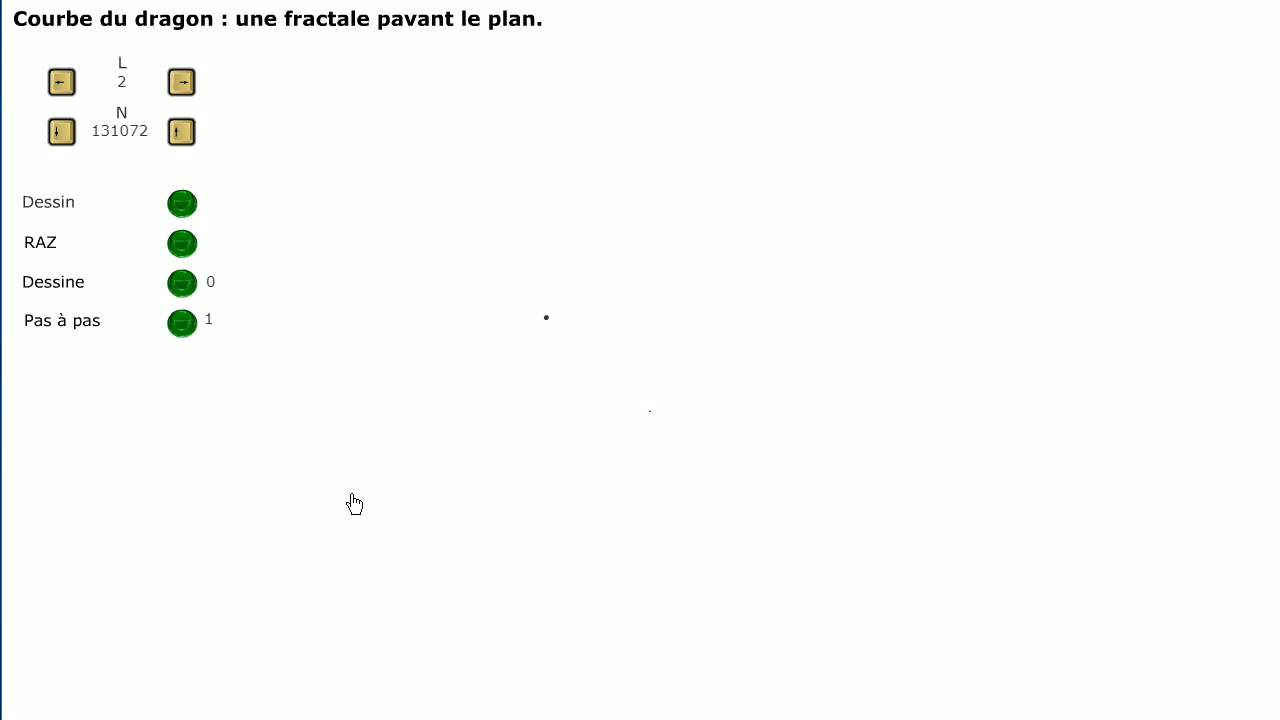 Courbe du dragon : une fractale pavant le plan.
L
2
N
131072
Dessin
RAZ
Dessine 0
Pas à pas 1